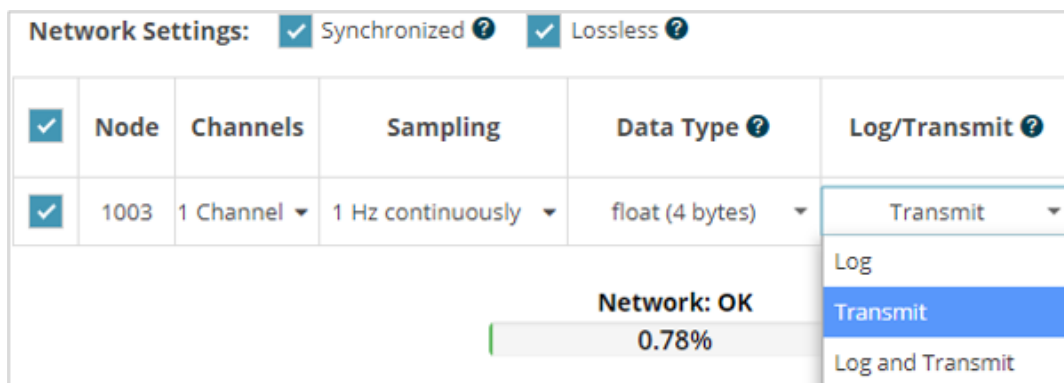 Network Settings: Synchronized ? Lossless ?
Node Channels Sampling Data Type ? Log/Transmit ?
1003 1 Channel 1 Hz continuously float (4 bytes) Transmit
Log
Network: OK
Transmit
0.78%
Log and Transmit